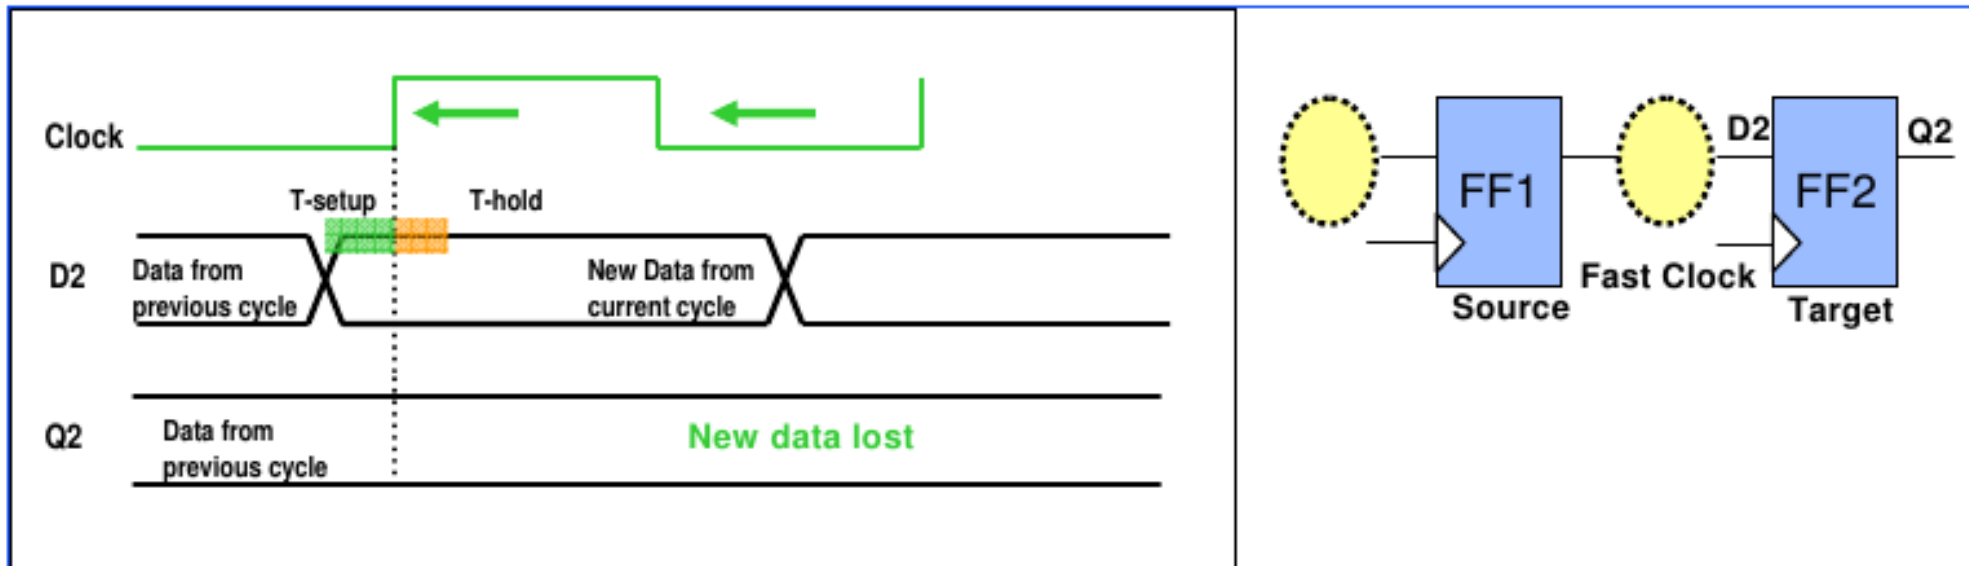 Clock
T-setup
T-hold
D2
Data from
previous cycle
New Data from
current cycle
Q2
Data from
previous cycle
New data lost
FF1
D2
FF2
Q2
Fast Clock
Source
Target